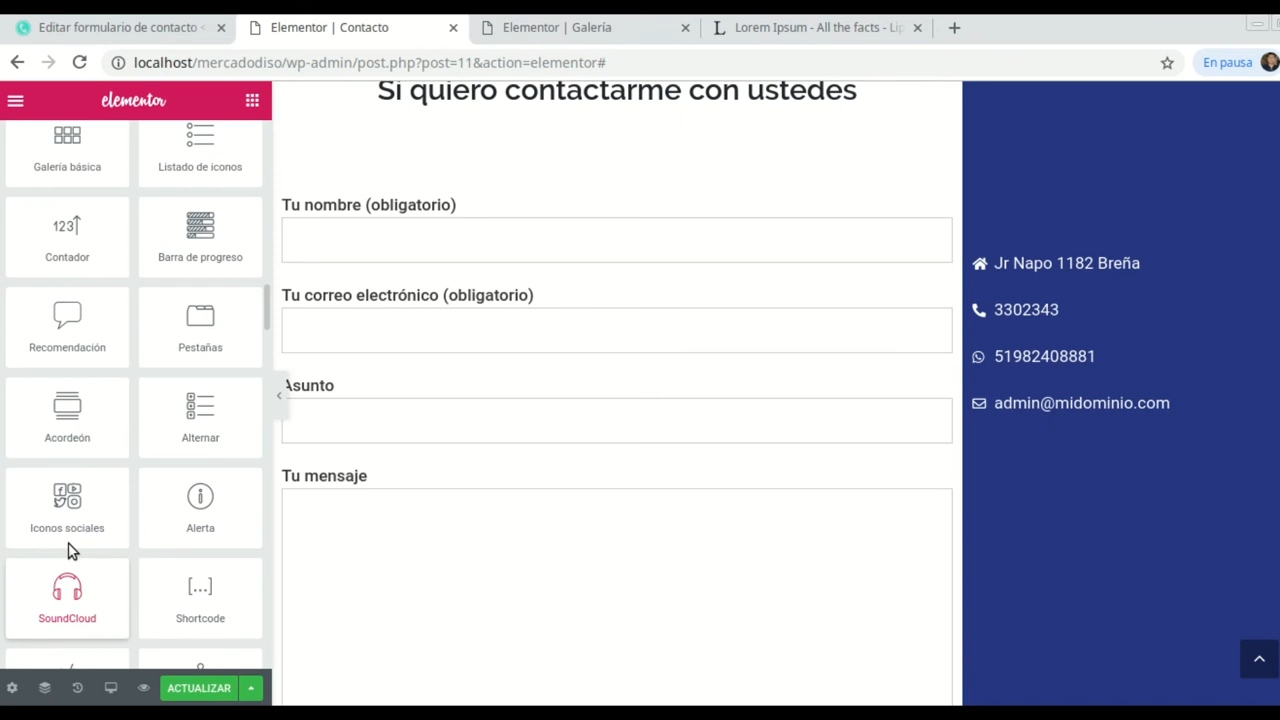 Editar formulario de contacto <
Elementor | Contacto
Elementor | Galería
Lorem Ipsum - All the facts - Lip
localhost/mercadodiso/wp-admin/post.php?post=11&action=elementor#
En pausa
elementor
Galería básica
Listado de iconos
Contador
Barra de progreso
Recomendación
Pestañas
Acordeón
Alternar
Iconos sociales
Alerta
SoundCloud
Shortcode
ACTUALIZAR
Si quiero contactarme con ustedes
Tu nombre (obligatorio)
Tu correo electrónico (obligatorio)
Asunto
Tu mensaje
Jr Napo 1182 Breña
3302343
51982408881
admin@midominio.com